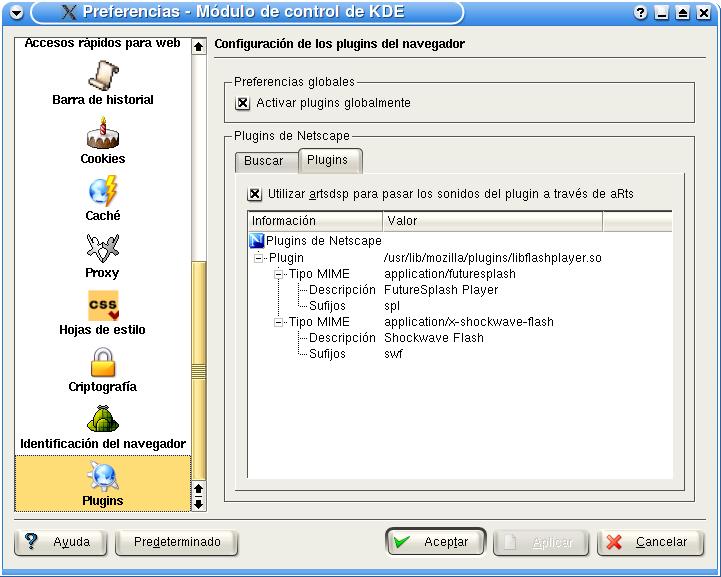 Preferencias - Módulo de control de KDE
Accesos rápidos para web
Barra de historial
Cookies
Caché
Proxy
css
Hojas de estilo
Criptografía
Identificación del navegador
Plugins
Configuración de los plugins del navegador
Preferencias globales
Activar plugins globalmente
Plugins de Netscape
Buscar Plugins
Utilizar artsdsp para pasar los sonidos del plugin a través de aRts
Información Valor
Plugins de Netscape
Plugin /usr/lib/mozilla/plugins/libflashplayer.so
Tipo MIME application/futuresplash
Descripción FutureSplash Player
Sufijos spl
Tipo MIME application/x-shockwave-flash
Descripción Shockwave Flash
Sufijos swf
Ayuda Predeterminado Aceptar Aplicar Cancelar